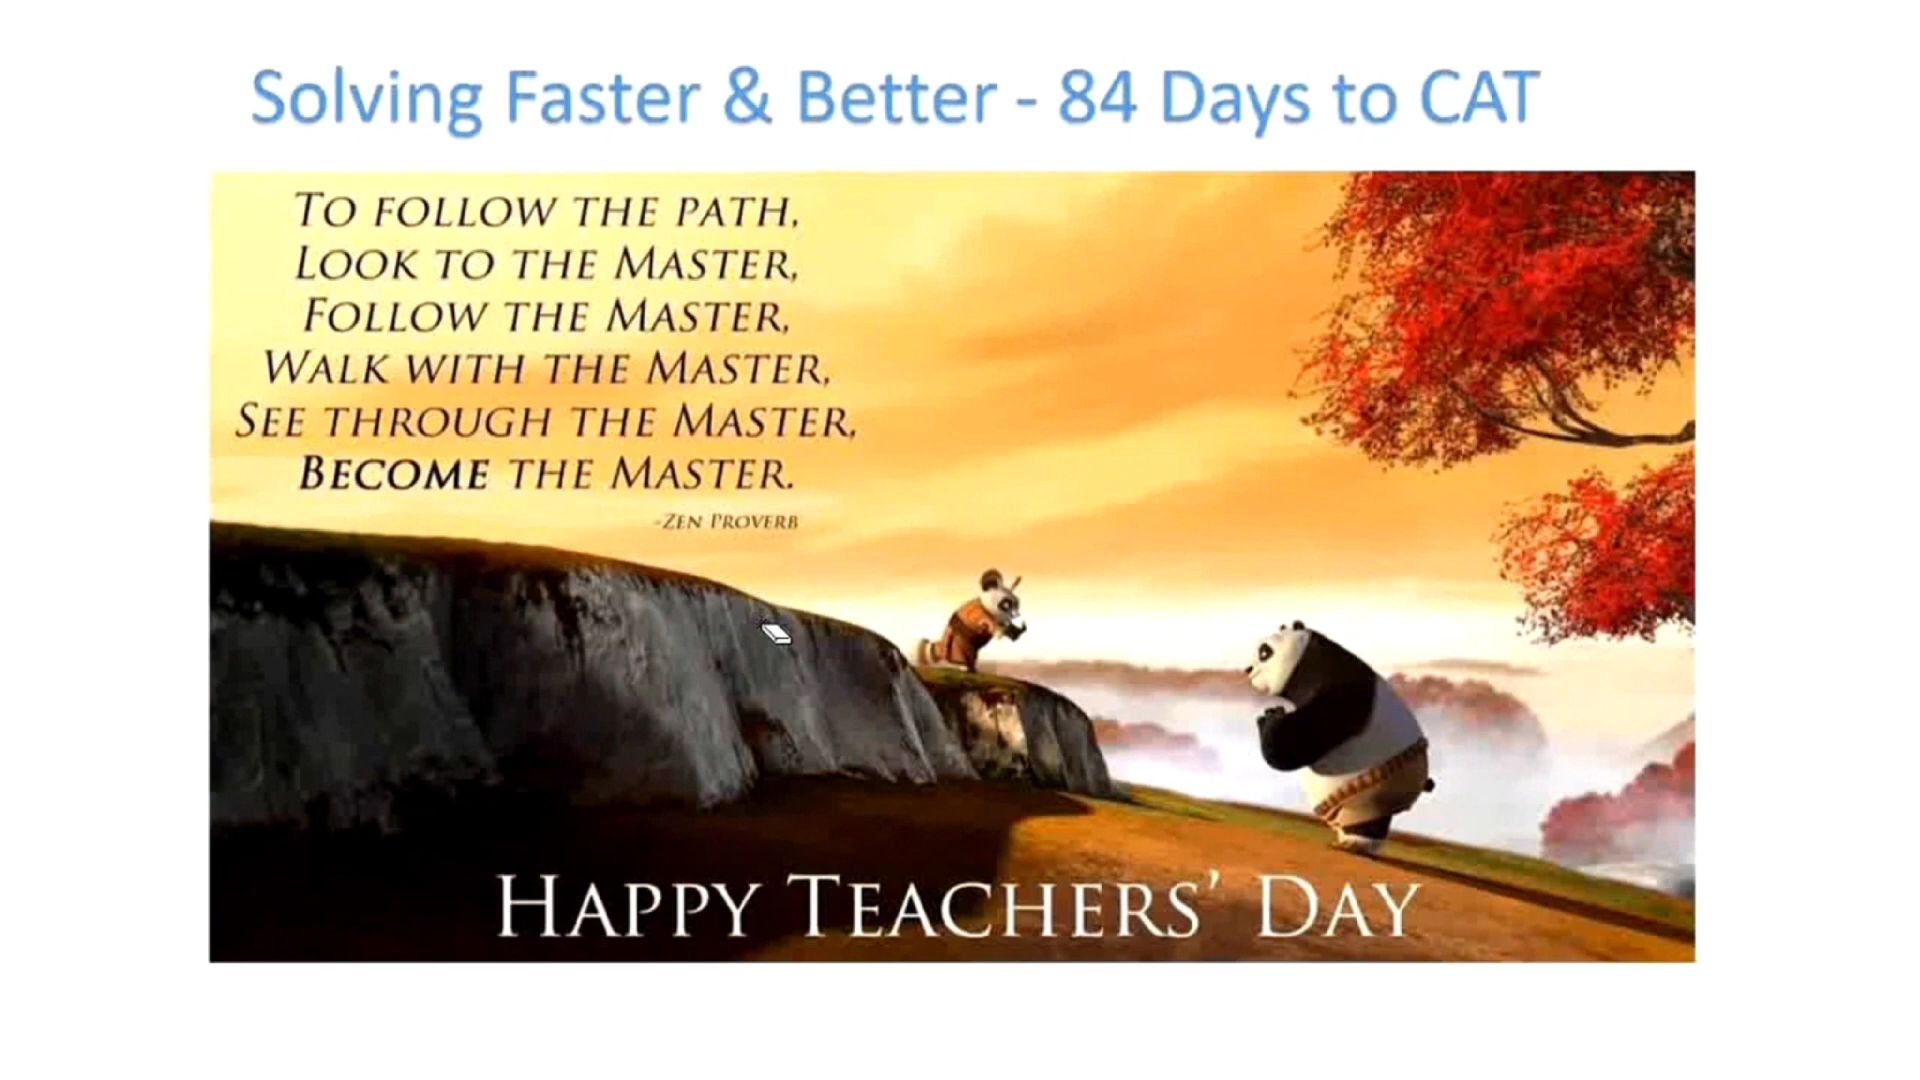 Solving Faster & Better - 84 Days to CAT
TO FOLLOW THE PATH,
LOOK TO THE MASTER,
FOLLOW THE MASTER,
WALK WITH THE MASTER,
SEE THROUGH THE MASTER,
BECOME THE MASTER.
-ZEN PROVERB
HAPPY TEACHERS' DAY